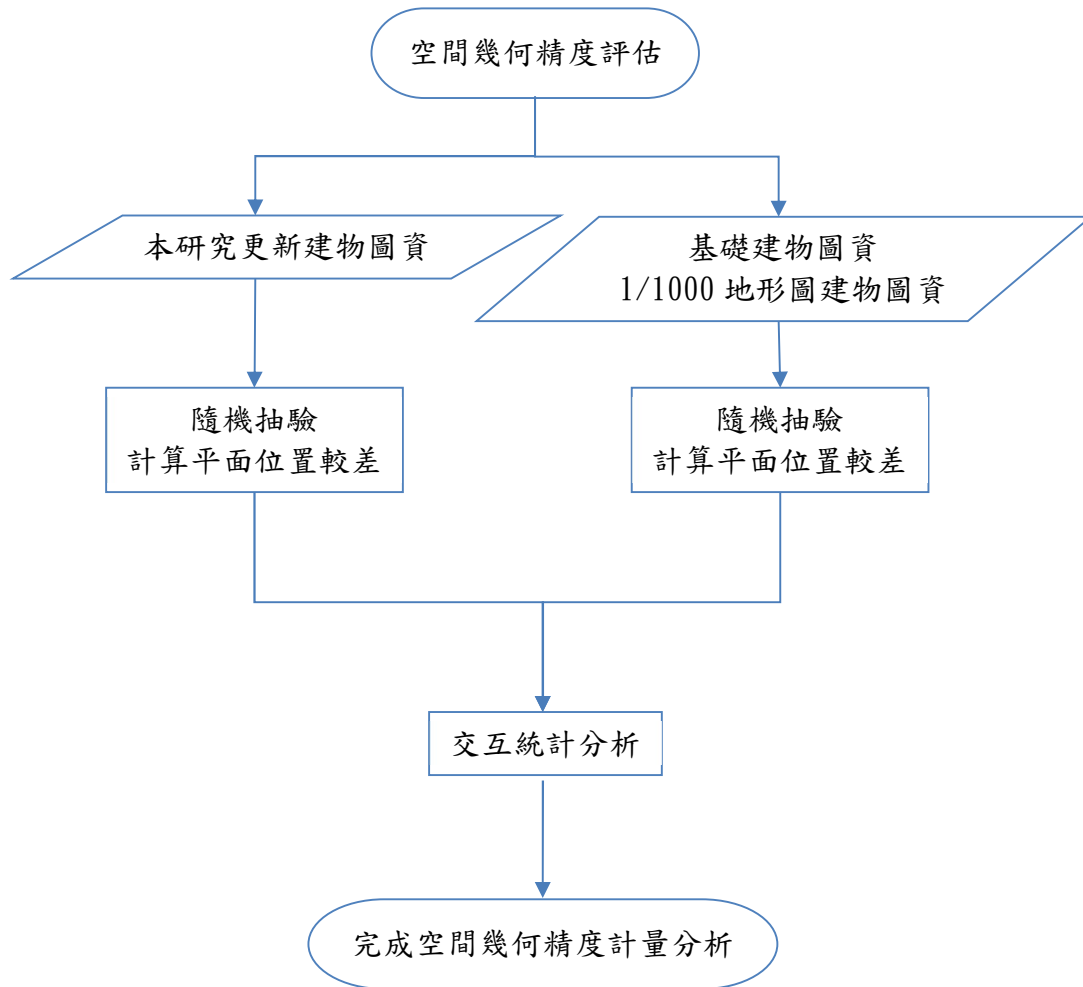 空間幾何精度評估
本研究更新建物圖資
基礎建物圖資
1/1000 地形圖建物圖資
隨機抽驗
計算平面位置較差
隨機抽驗
計算平面位置較差
交互統計分析
完成空間幾何精度計量分析